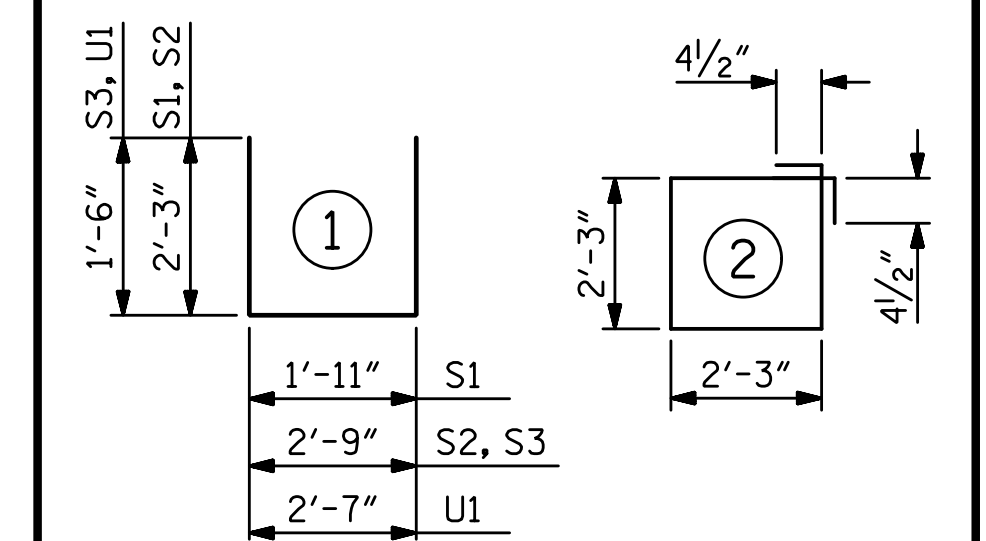 S3, U1
S1, S2
1'-6"
2'-3"
1
1'-11" S1
2'-9" S2, S3
2'-7" U1
4 1/2"
2'-3"
2
4 1/2"
2'-3"